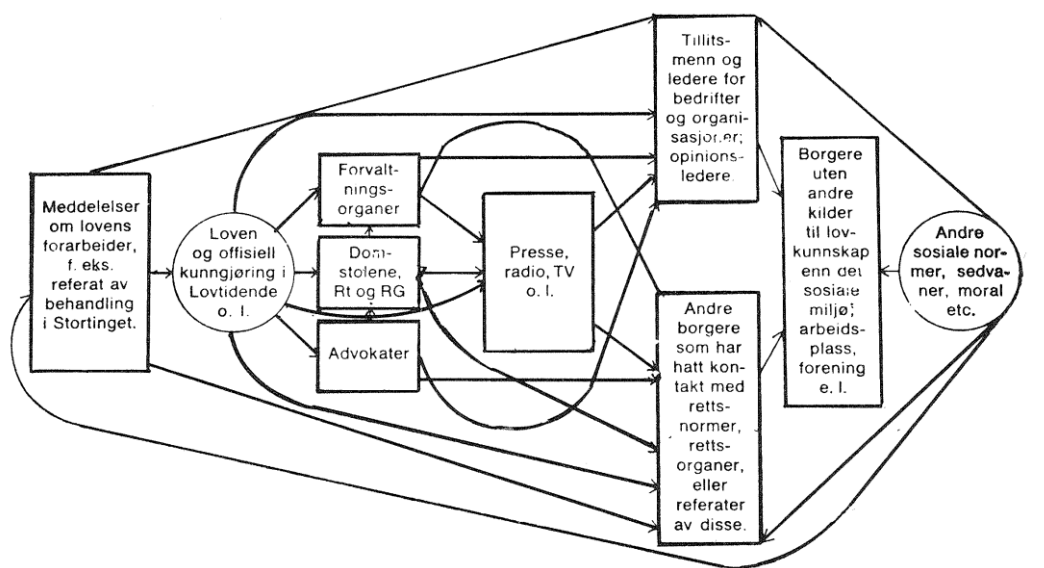 Meddelelser
om lovens
forarbeider,
f. eks.
referat av
behandling
i Stortinget.
Loven
og offisiell
kunngjøring i
Lovtidende
o. l.
Forvalt-
nings-
organer
Dom-
stolene,
Rt og RG
Advokater
Presse,
radio, TV
o. l.
Tillits-
menn og
ledere for
bedrifter
og organi-
sasjoner;
opinions-
ledere.
Andre
borgere
som har
hatt kon-
takt med
retts-
normer,
retts-
organer,
eller
referater
av disse.
Borgere
uten
andre
kilder
til lov-
kunnskap
enn det
sosiale
miljø;
arbeids-
plass,
forening
e. l.
Andre
sosiale nor-
mer, sedva-
ner, moral
etc.